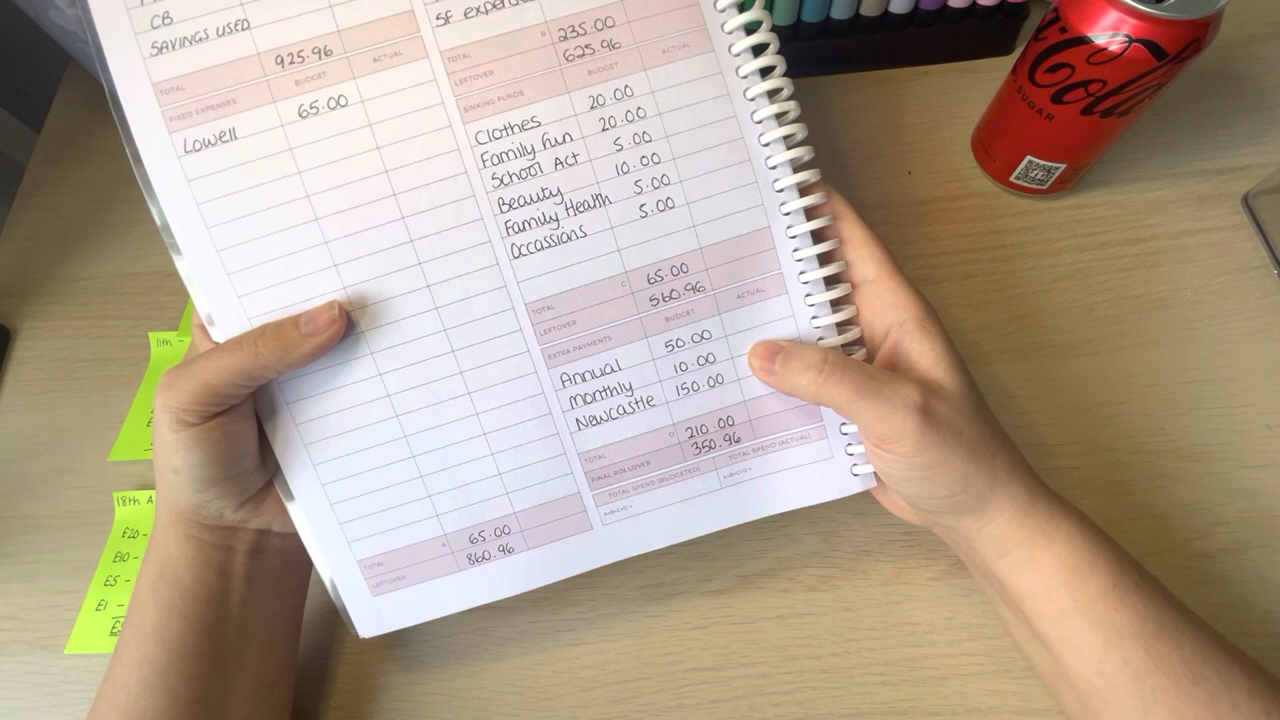 CB
SAVINGS USED
TOTAL 925.96
FIXED EXPENSES BUDGET ACTUAL
Lowell 65.00
TOTAL A 65.00
LEFTOVER 860.96
SF
TOTAL B 235.00
LEFTOVER 625.96
SINKING FUNDS BUDGET ACTUAL
Clothes 20.00
Family Fun 20.00
School Act 5.00
Beauty 10.00
Family Health 5.00
Occassions 5.00
TOTAL C 65.00
LEFTOVER 560.96
EXTRA PAYMENTS BUDGET ACTUAL
Annual 50.00
monthly 10.00
Newcastle 150.00
TOTAL D 210.00
FINAL ROLLOVER 350.96
TOTAL SPEND (BUDGETED) TOTAL SPEND (ACTUAL)
A+B+C+D = A+B+C+D =
11th -
18th A
£20 -
£10 -
£5 -
£1 -
Coca-Cola
SUGAR